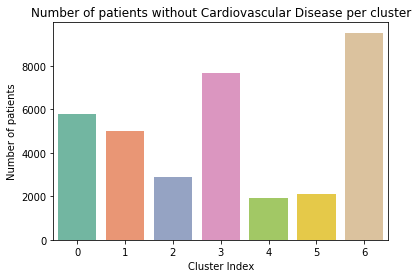 Number of patients without Cardiovascular Disease per cluster
Number of patients
8000
6000
4000
2000
0
0 1 2 3 4 5 6
Cluster Index